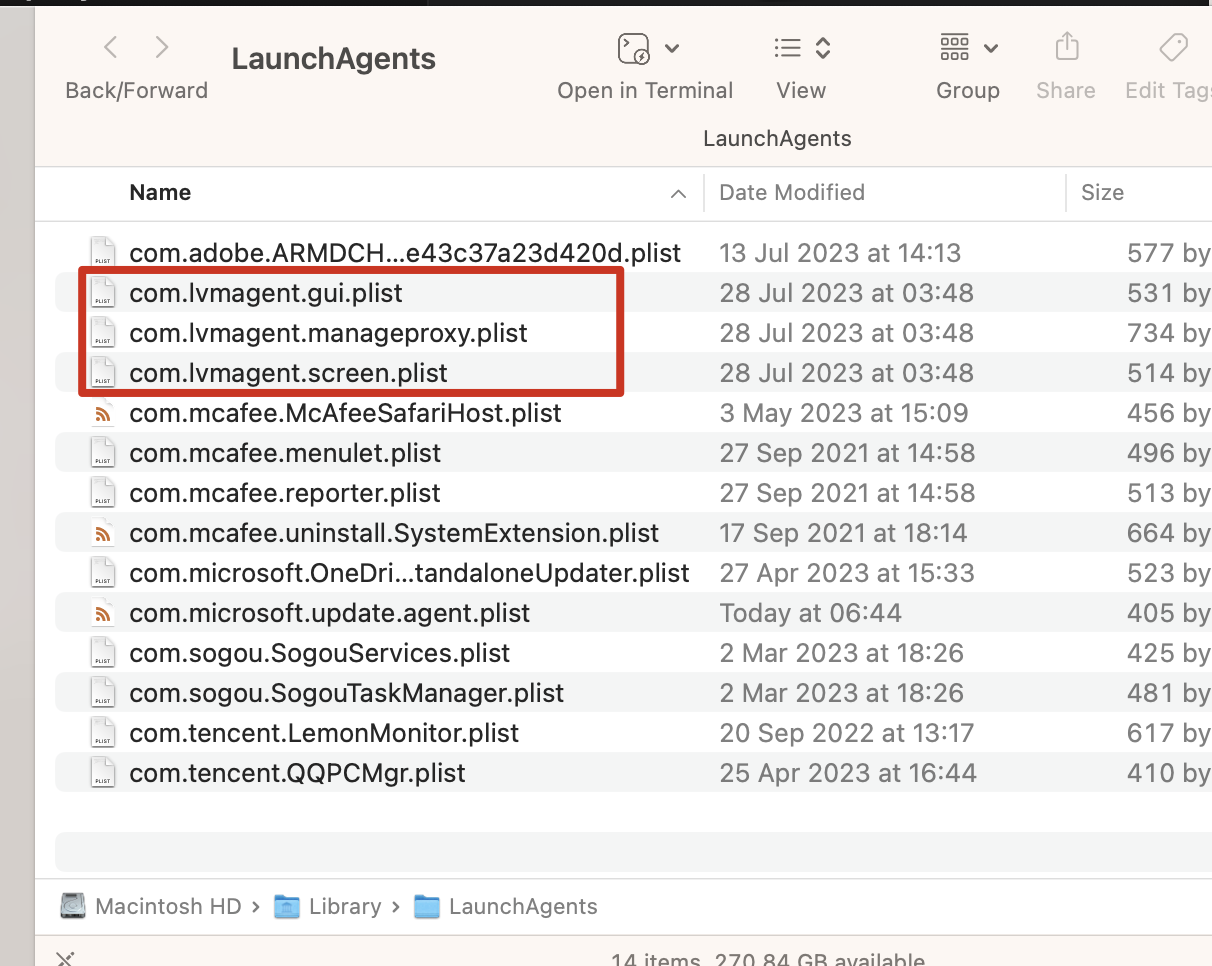 LaunchAgents
Back/Forward
Open in Terminal
View
Group
Share
Edit Tags
LaunchAgents
Name Date Modified Size
com.adobe.ARMDCH...e43c37a23d420d.plist 13 Jul 2023 at 14:13 577 by
com.lvmagent.gui.plist 28 Jul 2023 at 03:48 531 by
com.lvmagent.manageproxy.plist 28 Jul 2023 at 03:48 734 by
com.lvmagent.screen.plist 28 Jul 2023 at 03:48 514 by
com.mcafee.McAfeeSafariHost.plist 3 May 2023 at 15:09 456 by
com.mcafee.menulet.plist 27 Sep 2021 at 14:58 496 by
com.mcafee.reporter.plist 27 Sep 2021 at 14:58 513 by
com.mcafee.uninstall.SystemExtension.plist 17 Sep 2021 at 18:14 664 by
com.microsoft.OneDri...tandaloneUpdater.plist 27 Apr 2023 at 15:33 523 by
com.microsoft.update.agent.plist Today at 06:44 405 by
com.sogou.SogouServices.plist 2 Mar 2023 at 18:26 425 by
com.sogou.SogouTaskManager.plist 2 Mar 2023 at 18:26 481 by
com.tencent.LemonMonitor.plist 20 Sep 2022 at 13:17 617 by
com.tencent.QQPCMgr.plist 25 Apr 2023 at 16:44 410 by
Macintosh HD › Library › LaunchAgents
14 items, 270.84 GB available